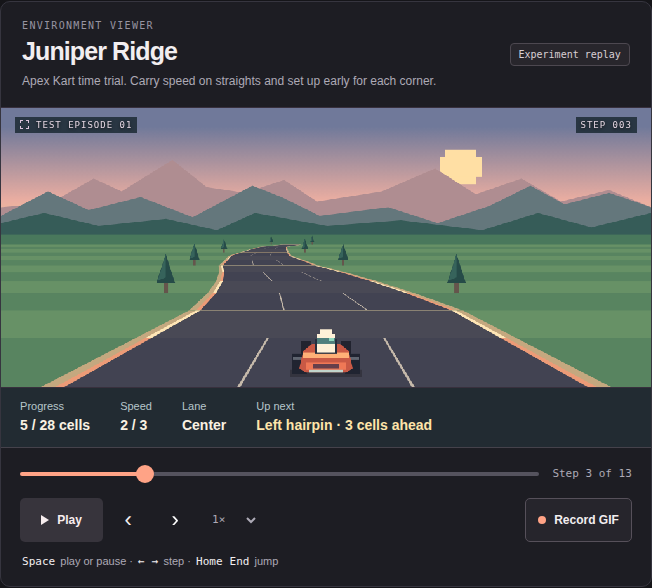 ENVIRONMENT VIEWER
Juniper Ridge
Apex Kart time trial. Carry speed on straights and set up early for each corner.
Experiment replay
TEST EPISODE 01
STEP 003
Progress Speed Lane Up next
5 / 28 cells 2 / 3 Center Left hairpin · 3 cells ahead
Step 3 of 13
Play 1× Record GIF
Space play or pause · ← → step · Home End jump